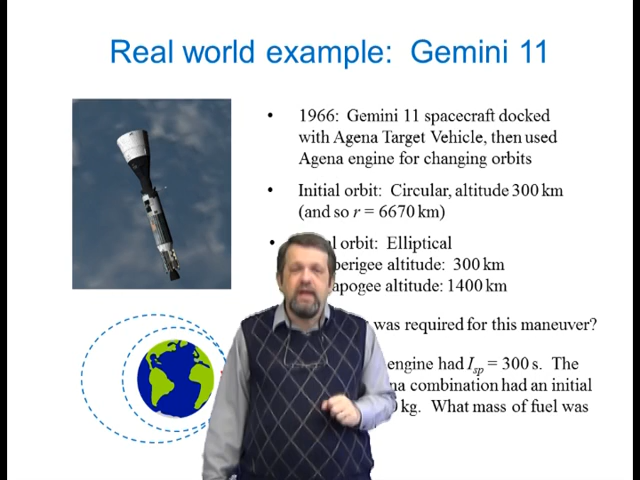 Real world example: Gemini 11
• 1966: Gemini 11 spacecraft docked
with Agena Target Vehicle, then used
Agena engine for changing orbits
• Initial orbit: Circular, altitude 300 km
(and so r = 6670 km)
• orbit: Elliptical
perigee altitude: 300 km
apogee altitude: 1400 km
was required for this maneuver?
engine had Isp = 300 s. The
combination had an initial
kg. What mass of fuel was